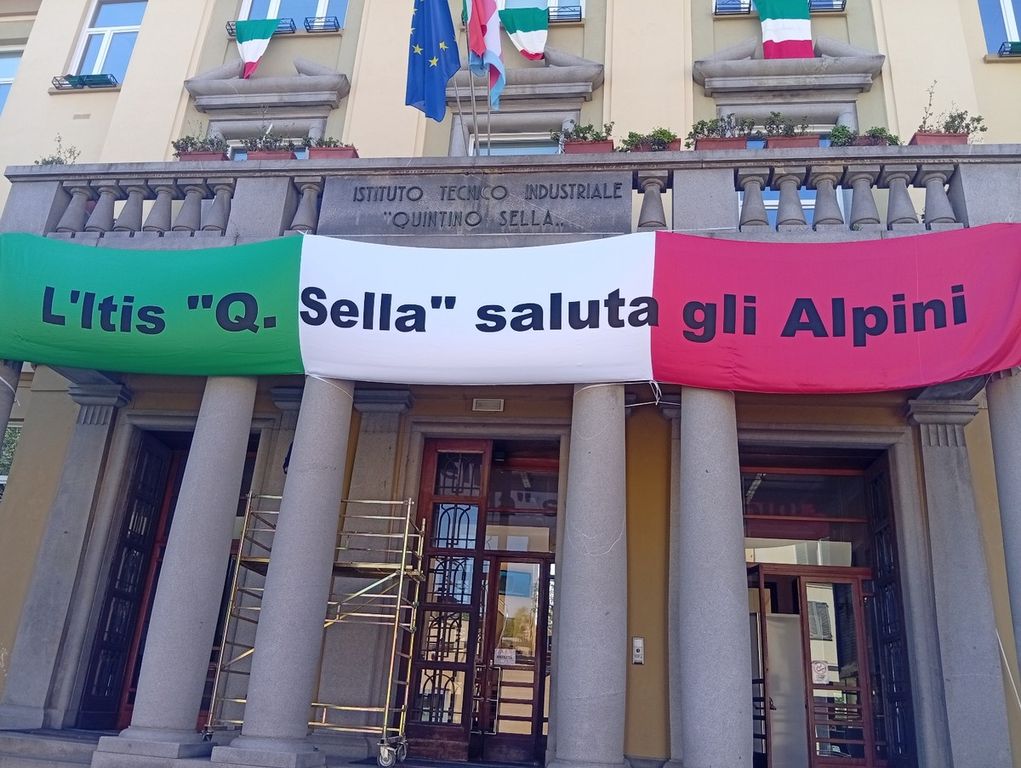 ISTITUTO TECNICO INDUSTRIALE
"QUINTINO SELLA„
L'Itis "Q. Sella" saluta gli Alpini